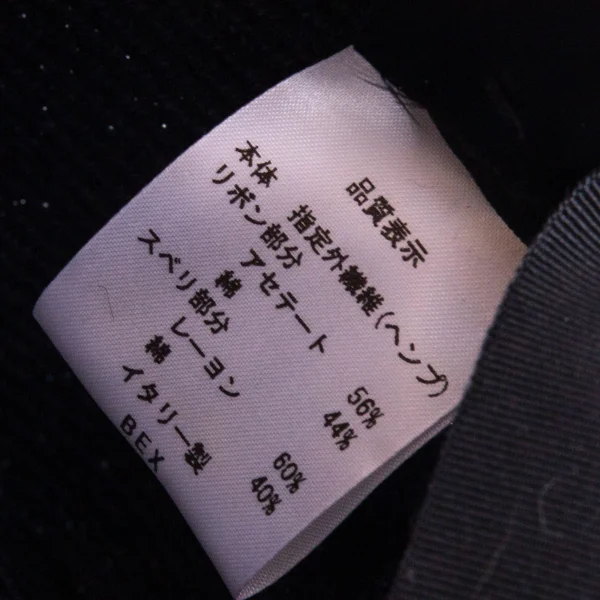 品質表示
本体 指定外繊維(ヘンプ)
リボン部分
アセテート 56%
綿 44%
スベリ部分
レーヨン 60%
綿 40%
イタリー製
BEX